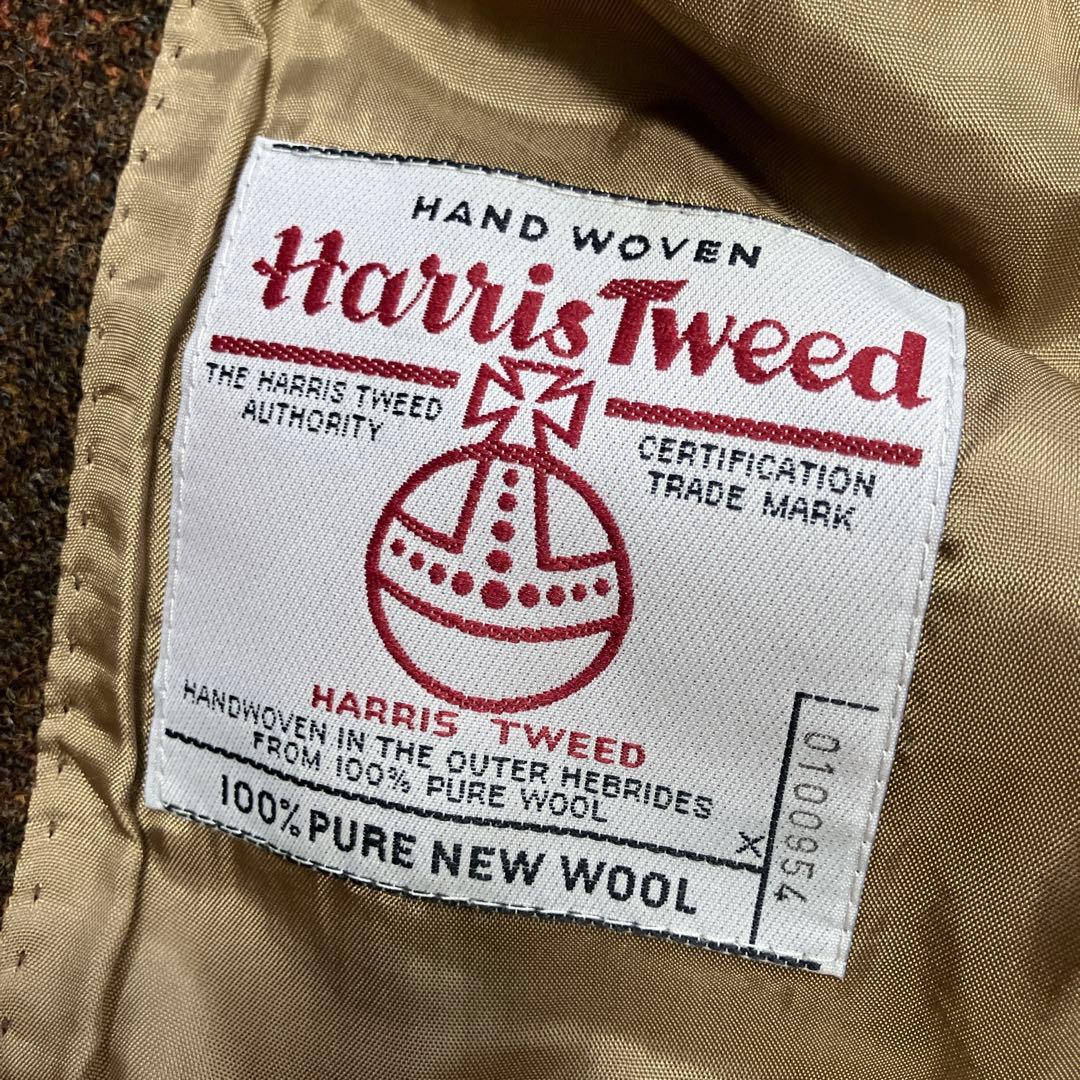 HAND WOVEN
Harris Tweed
THE HARRIS TWEED
AUTHORITY
CERTIFICATION
TRADE MARK
HARRIS TWEED
HANDWOVEN IN THE OUTER HEBRIDES
FROM 100% PURE WOOL
100% PURE NEW WOOL
X
0100954